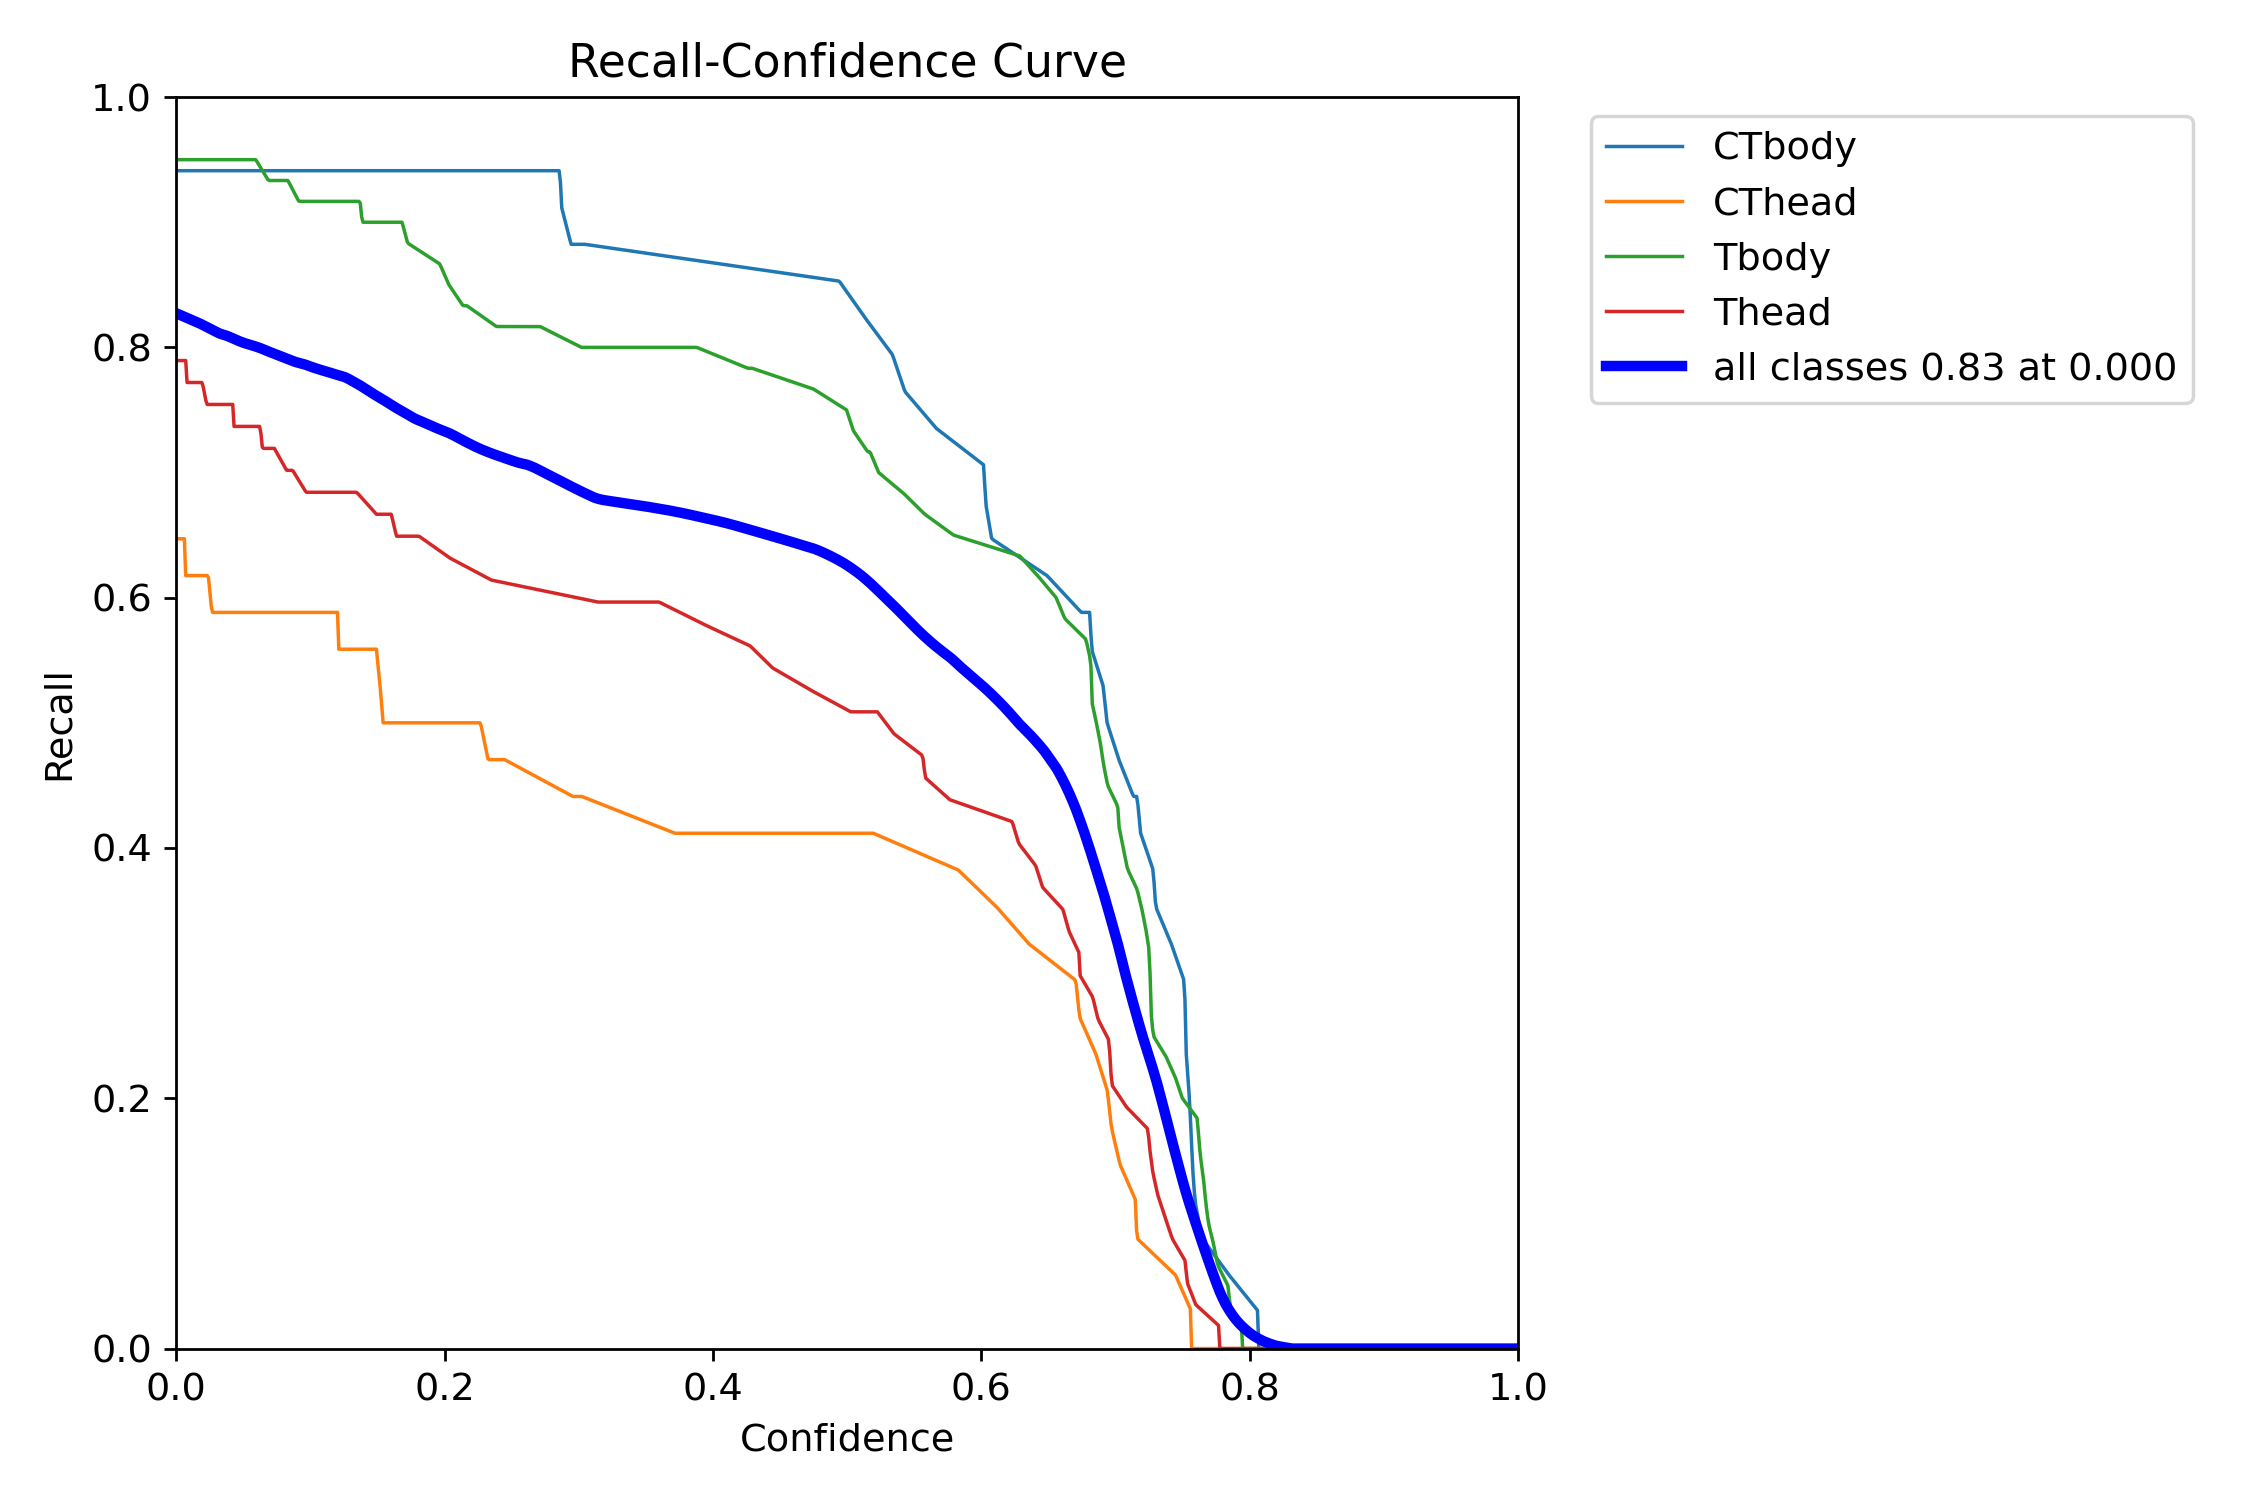 Recall-Confidence Curve
1.0
0.8
0.6
0.4
0.2
0.0
Recall
0.0 0.2 0.4 0.6 0.8 1.0
Confidence
CTbody
CThead
Tbody
Thead
all classes 0.83 at 0.000